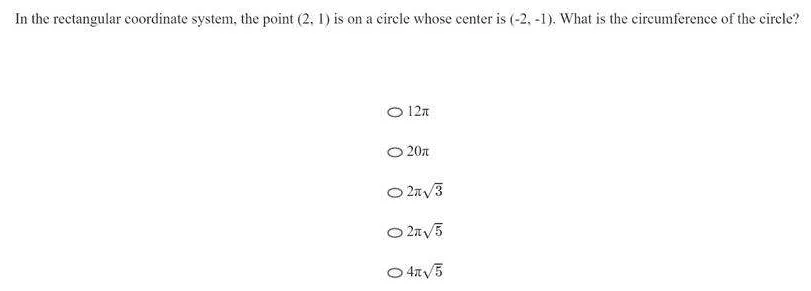 In the rectangular coordinate system, the point (2, 1) is on a circle whose center is (-2, -1). What is the circumference of the circle?
12π
20π
2π√3
2π√5
4π√5